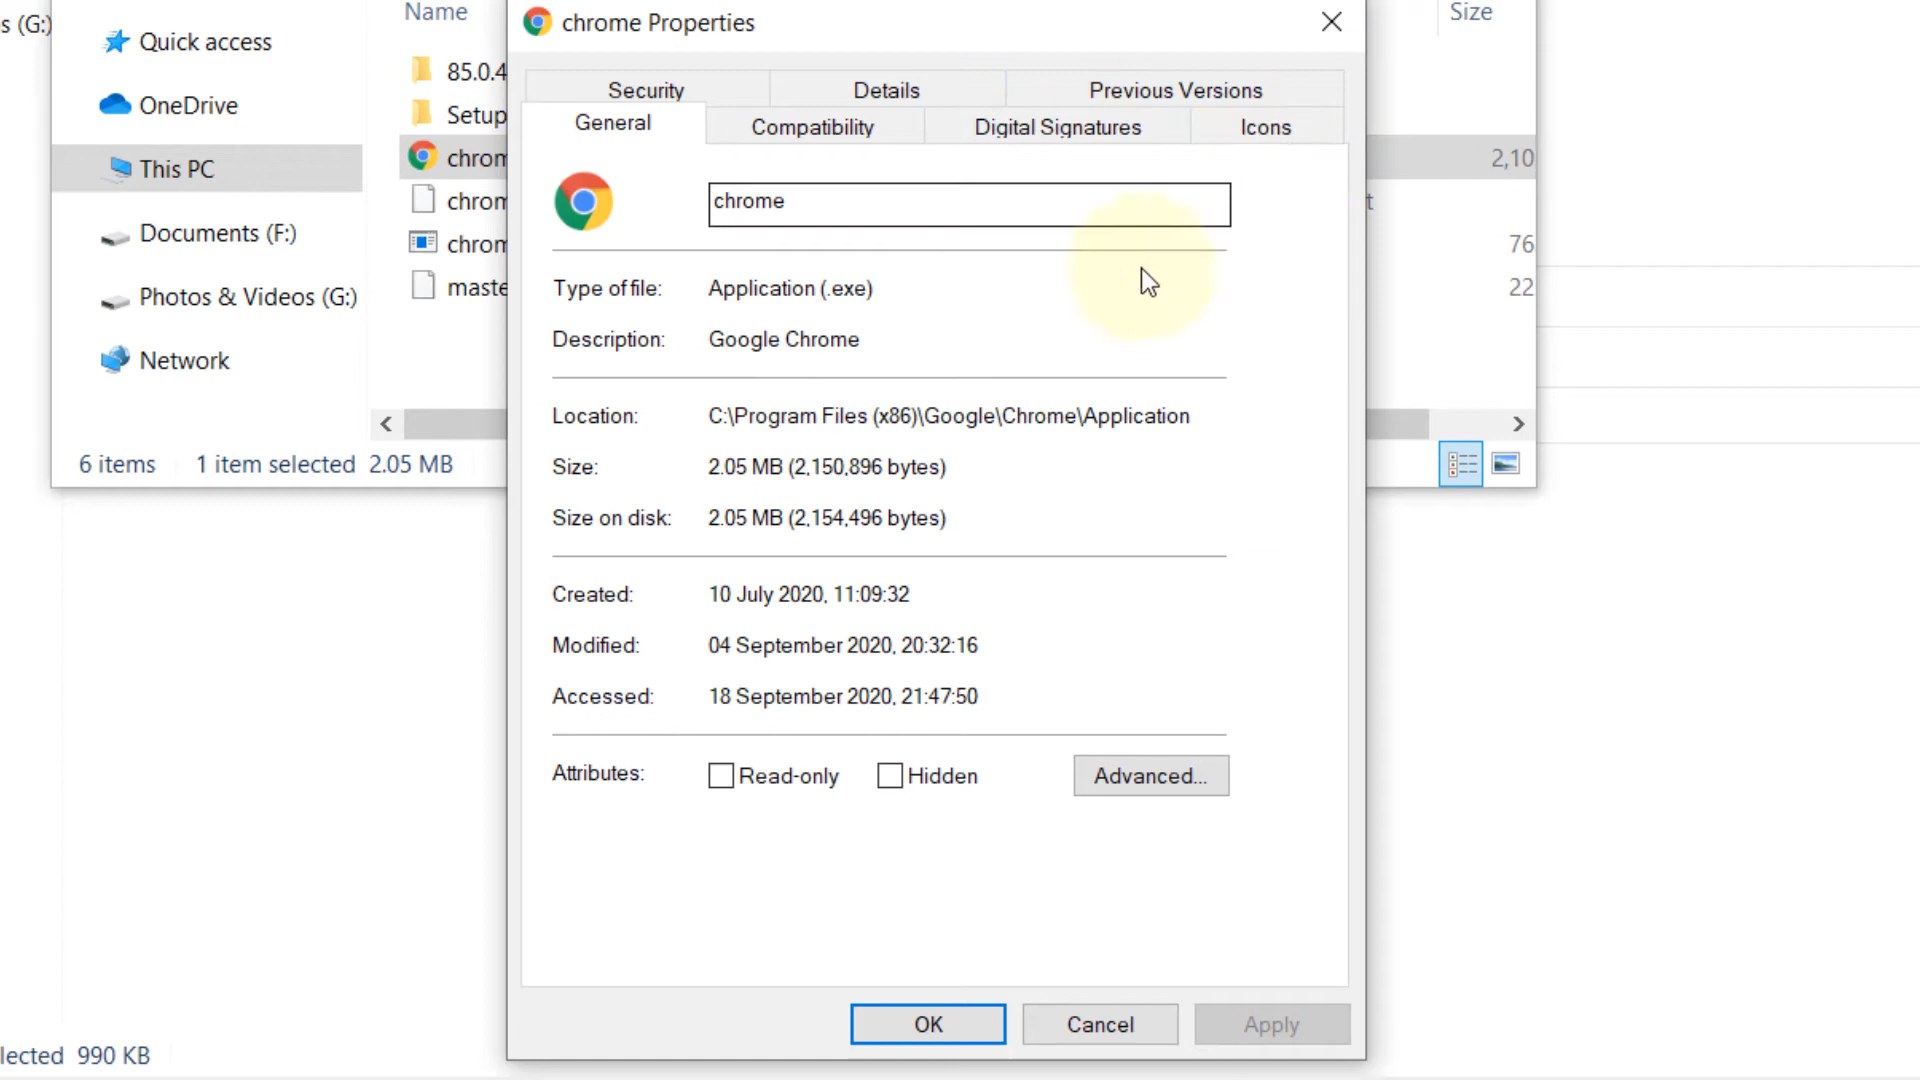 s (G:)
Name
Size
Quick access
OneDrive
This PC
Documents (F:)
Photos & Videos (G:)
Network
85.0.4
Setup
chrom
chrom
chrom
maste
2,10
t
76
22
6 items
1 item selected 2.05 MB
lected 990 KB
chrome Properties
Security
Details
Previous Versions
General
Compatibility
Digital Signatures
Icons
chrome
Type of file: Application (.exe)
Description: Google Chrome
Location: C:\Program Files (x86)\Google\Chrome\Application
Size: 2.05 MB (2,150,896 bytes)
Size on disk: 2.05 MB (2,154,496 bytes)
Created: 10 July 2020, 11:09:32
Modified: 04 September 2020, 20:32:16
Accessed: 18 September 2020, 21:47:50
Attributes: Read-only Hidden Advanced...
OK Cancel Apply